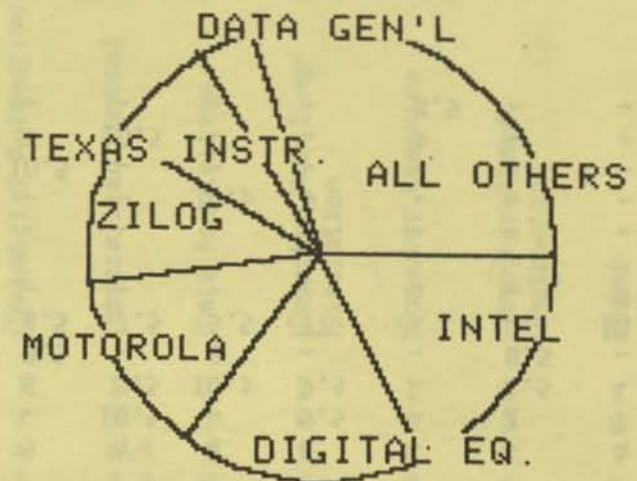 DATA GEN'L
TEXAS INSTR.
ALL OTHERS
ZILOG
INTEL
MOTOROLA
DIGITAL EQ.